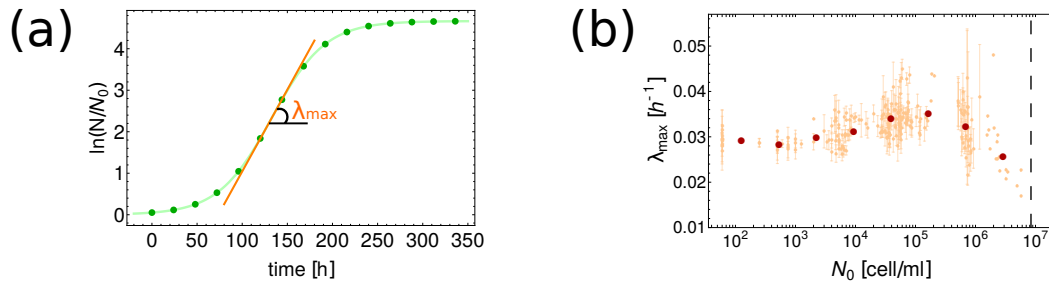 (a)
ln(N/N₀)
4
3
2
1
0
λmax
0 50 100 150 200 250 300 350
time [h]
(b)
λmax [h⁻¹]
0.05
0.04
0.03
0.02
0.01
10² 10³ 10⁴ 10⁵ 10⁶ 10⁷
N₀ [cell/ml]